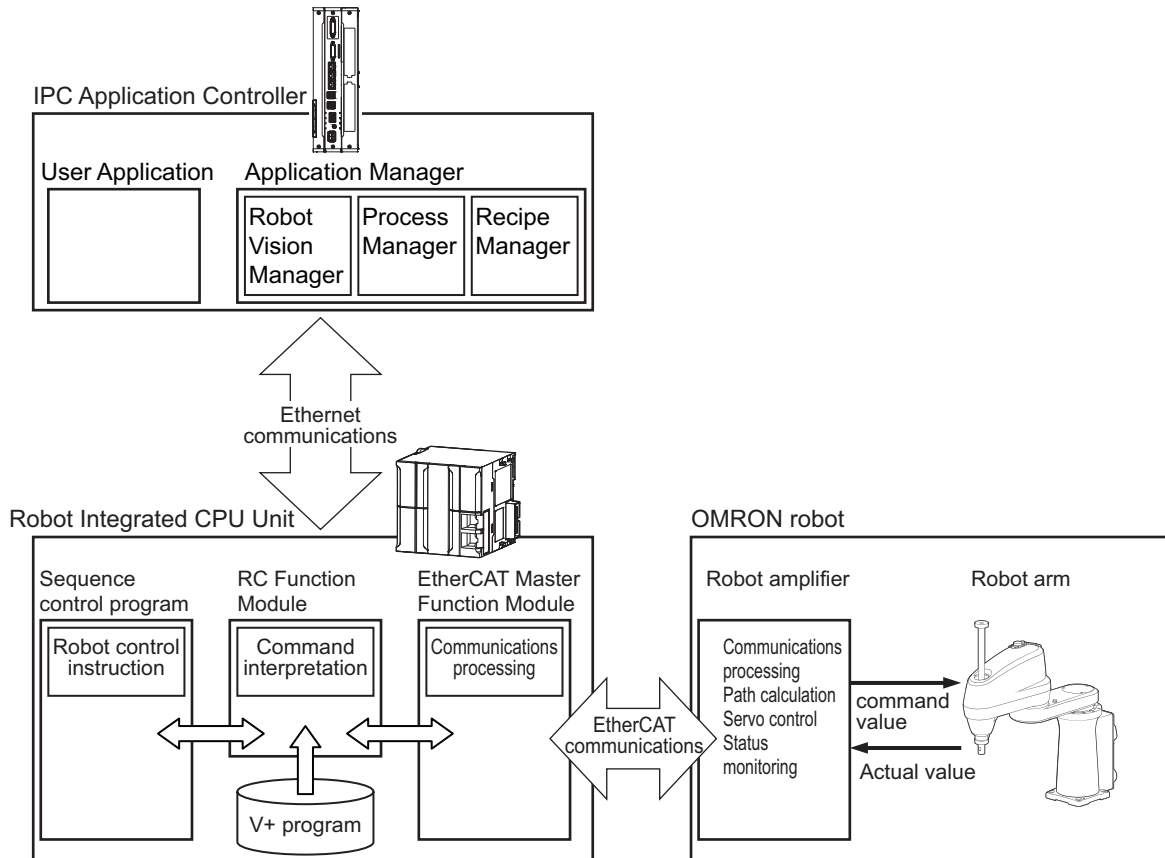 IPC Application Controller
User Application
Application Manager
Robot
Vision
Manager
Process
Manager
Recipe
Manager
Ethernet
communications
Robot Integrated CPU Unit
Sequence
control program
Robot control
instruction
RC Function
Module
Command
interpretation
V+ program
EtherCAT Master
Function Module
Communications
processing
EtherCAT
communications
OMRON robot
Robot amplifier
Communications
processing
Path calculation
Servo control
Status
monitoring
Robot arm
command
value
Actual value